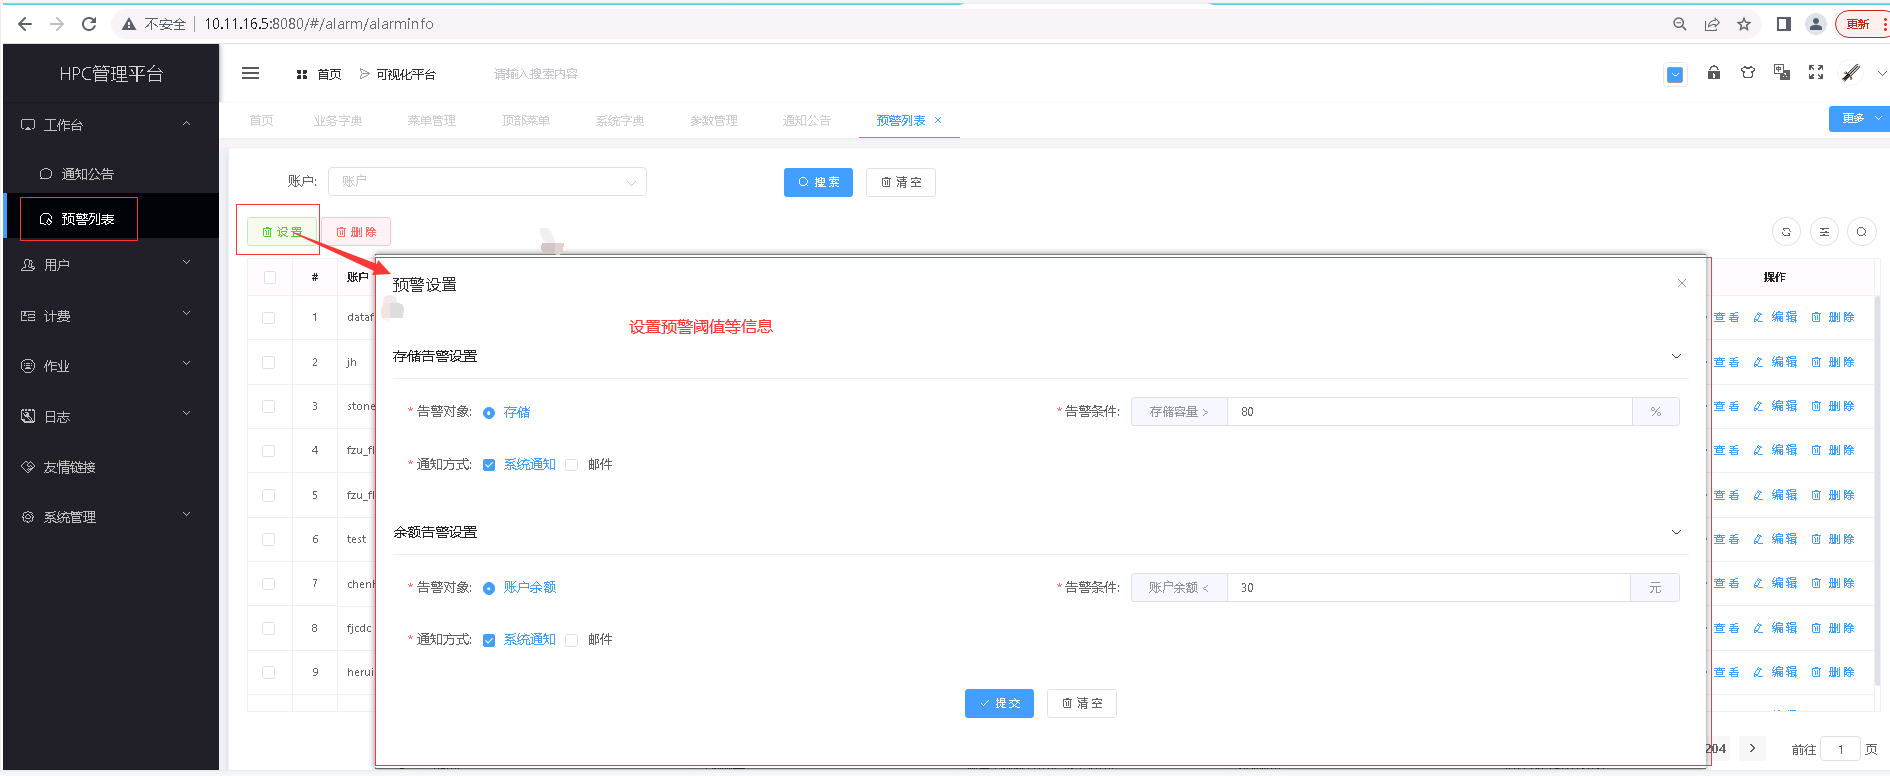 不安全 10.11.16.5:8080/#/alarm/alarminfo 更新
HPC管理平台 首页 可视化平台 请输入搜索内容
首页 业务字典 菜单管理 顶部菜单 系统字典 参数管理 通知公告 预警列表 × 更多
工作台
通知公告
预警列表
用户
计费
作业
日志
友情链接
系统管理
账户: 账户 搜索 清空
设置 删除
# 账户 操作
预警设置
设置预警阈值等信息
存储告警设置
* 告警对象: 存储 * 告警条件: 存储容量 > 80 %
* 通知方式: 系统通知 邮件
余额告警设置
* 告警对象: 账户余额 * 告警条件: 账户余额 < 30 元
* 通知方式: 系统通知 邮件
提交 清空
1 dataf 查看 编辑 删除
2 jh 查看 编辑 删除
3 stone 查看 编辑 删除
4 fzu_fl 查看 编辑 删除
5 fzu_fl 查看 编辑 删除
6 test 查看 编辑 删除
7 chenh 查看 编辑 删除
8 fjcdc 查看 编辑 删除
9 herui 查看 编辑 删除
204 > 前往 1 页